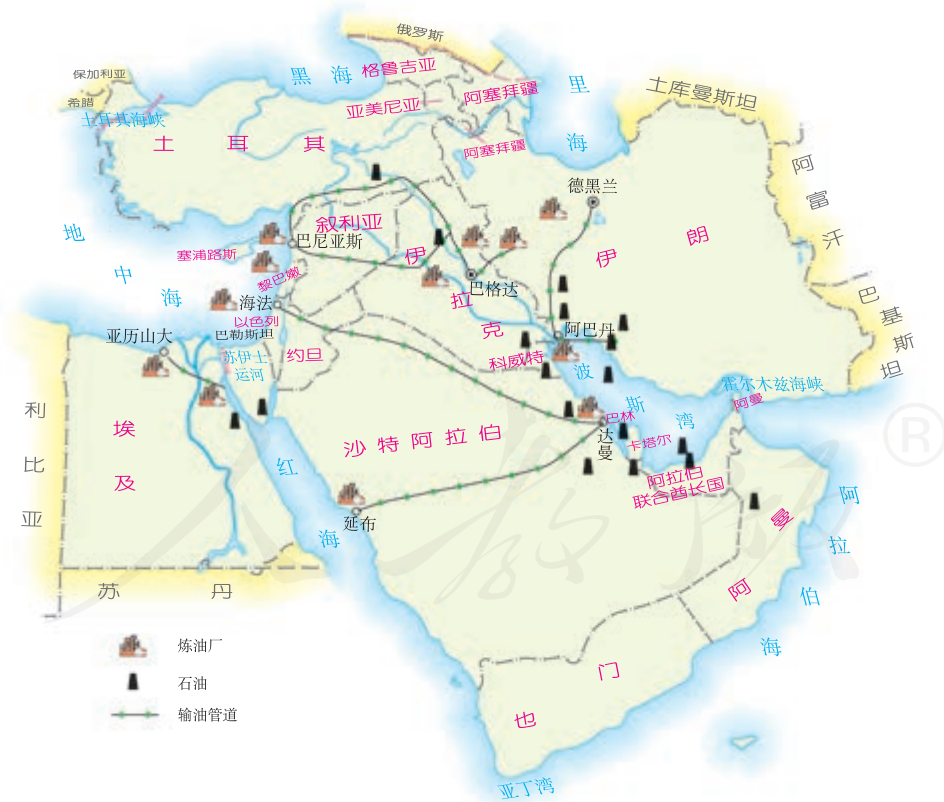 俄罗斯
保加利亚
黑海
格鲁吉亚
里海
希腊
土耳其海峡
亚美尼亚
阿塞拜疆
土库曼斯坦
土耳其
阿塞拜疆
阿富汗
德黑兰
地中海
塞浦路斯
叙利亚
巴尼亚斯
伊拉克
伊朗
黎巴嫩
巴格达
巴基斯坦
海法
以色列
亚历山大
巴勒斯坦
阿巴丹
苏伊士
运河
约旦
科威特
波斯湾
霍尔木兹海峡
利比亚
埃及
巴林
阿曼
沙特阿拉伯
达曼
卡塔尔
红海
阿拉伯
联合酋长国
延布
人教版
®
阿曼
阿拉伯海
苏丹
炼油厂
石油
输油管道
也门
亚丁湾